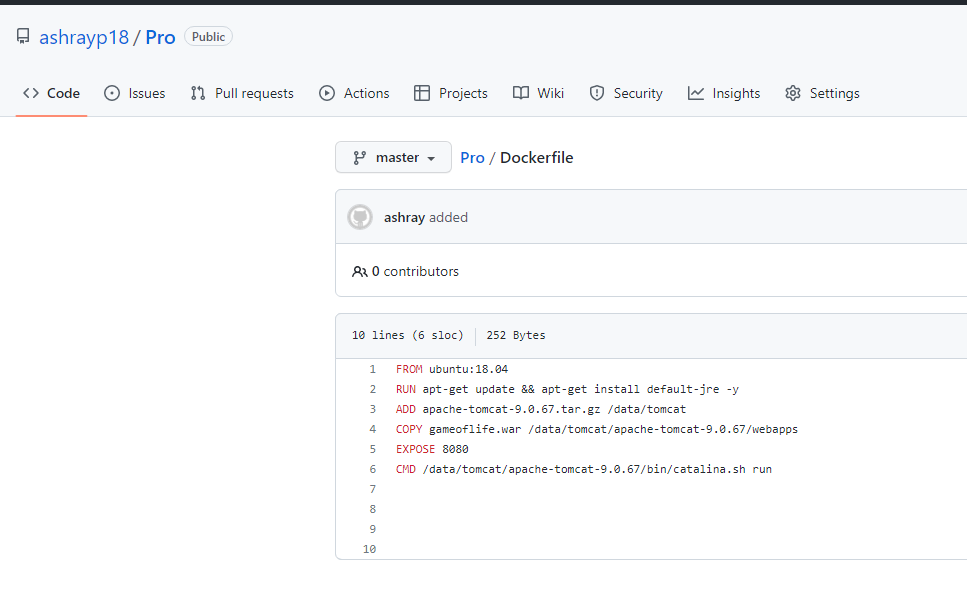 ashrayp18 / Pro Public
Code Issues Pull requests Actions Projects Wiki Security Insights Settings
master Pro / Dockerfile
ashray added
0 contributors
10 lines (6 sloc) 252 Bytes
1 FROM ubuntu:18.04
2 RUN apt-get update && apt-get install default-jre -y
3 ADD apache-tomcat-9.0.67.tar.gz /data/tomcat
4 COPY gameoflife.war /data/tomcat/apache-tomcat-9.0.67/webapps
5 EXPOSE 8080
6 CMD /data/tomcat/apache-tomcat-9.0.67/bin/catalina.sh run
7
8
9
10